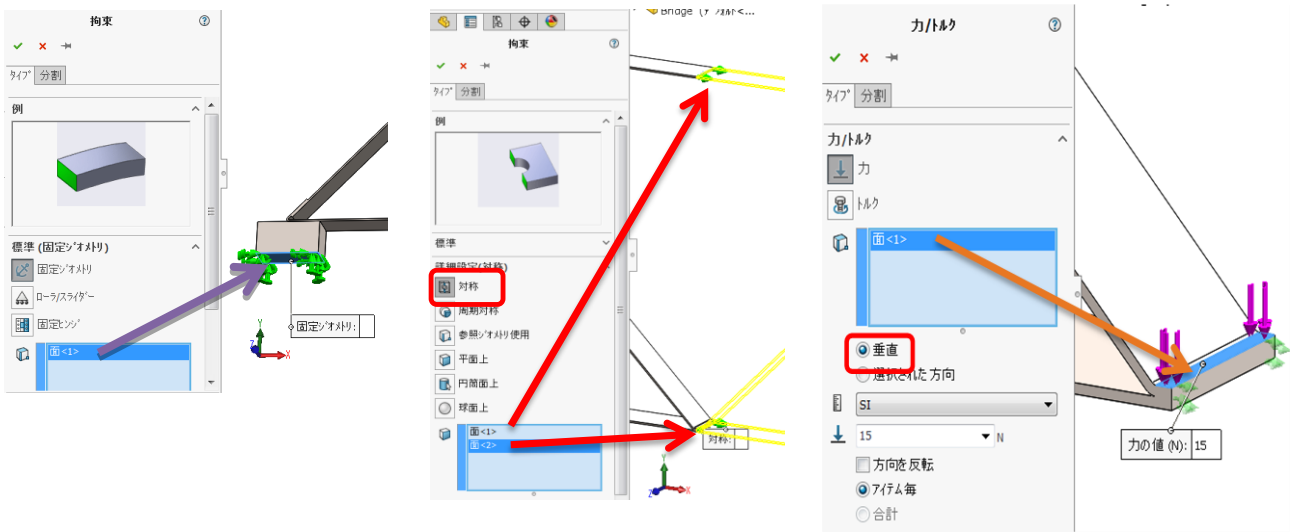 拘束
ﾀｲﾌﾟ 分割
例
標準 (固定ｼﾞｵﾒﾄﾘ)
固定ｼﾞｵﾒﾄﾘ
ﾛｰﾗ/ｽﾗｲﾀﾞｰ
固定ﾋﾝｼﾞ
面<1>
固定ｼﾞｵﾒﾄﾘ:
Y
Z
X
Bridge
拘束
ﾀｲﾌﾟ 分割
例
標準
詳細設定(対称)
対称
周期対称
参照ｼﾞｵﾒﾄﾘ使用
平面上
円筒面上
球面上
面<1>
面<2>
対称:
Y
Z
X
力/ﾄﾙｸ
ﾀｲﾌﾟ 分割
力/ﾄﾙｸ
力
ﾄﾙｸ
面<1>
垂直
選択された方向
SI
15 N
方向を反転
ｱｲﾃﾑ毎
合計
力の値 (N): 15